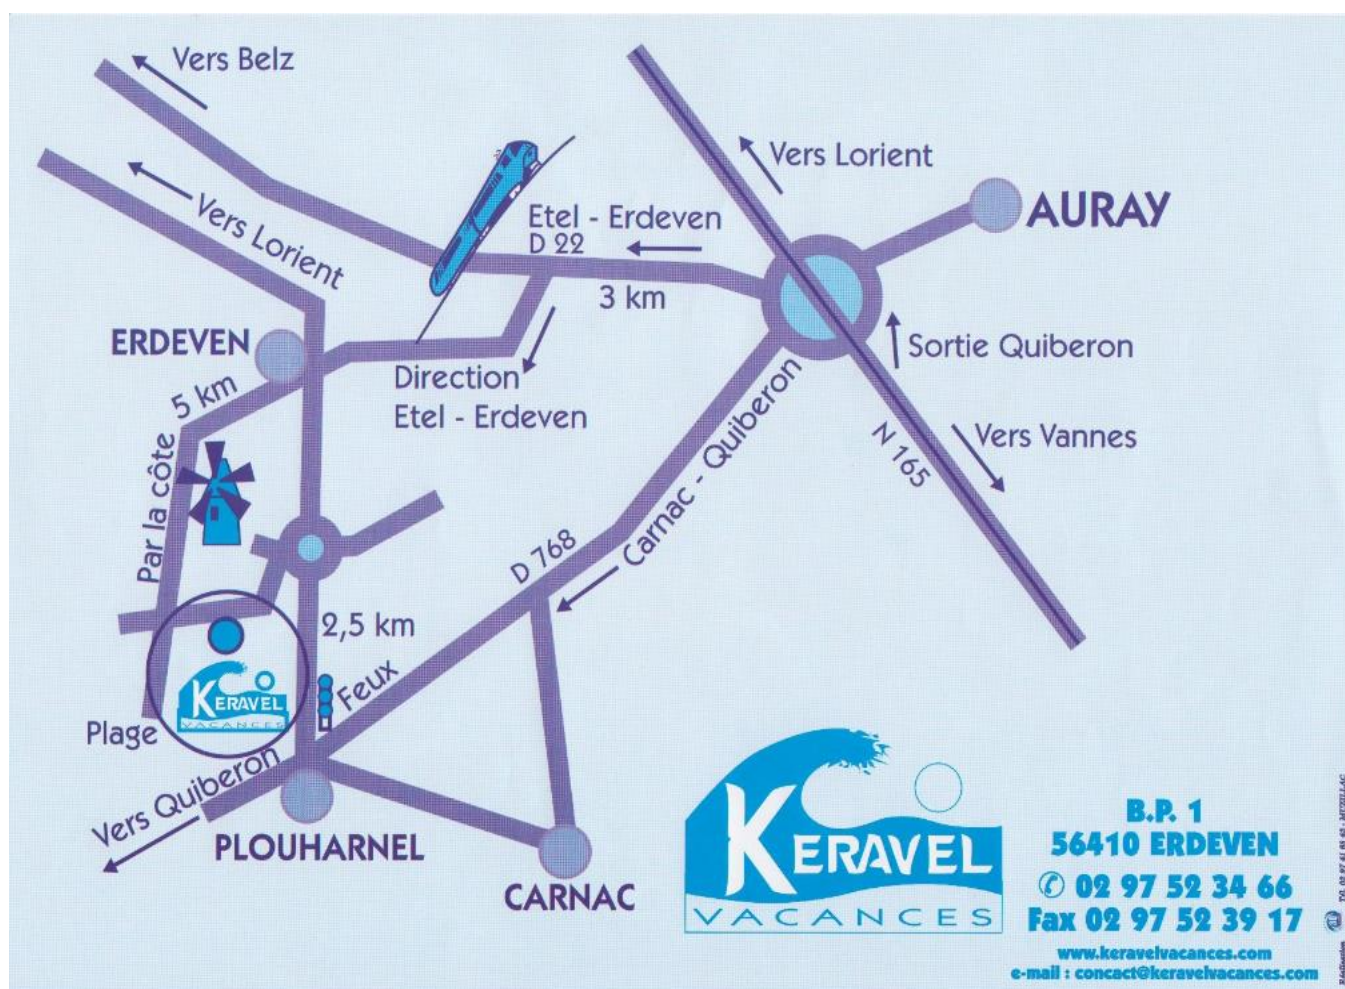 Vers Belz
Vers Lorient
Vers Lorient
AURAY
Etel - Erdeven
D 22
3 km
Sortie Quiberon
ERDEVEN
5 km
Direction
Etel - Erdeven
Par la côte
Carnac - Quiberon
N 165
Vers Vannes
D 768
2,5 km
Feux
KERAVEL
VACANCES
Plage
Vers Quiberon
PLOUHARNEL
CARNAC
KERAVEL
VACANCES
B.P. 1
56410 ERDEVEN
✆ 02 97 52 34 66
Fax 02 97 52 39 17
www.keravelvacances.com
e-mail : concact@keravelvacances.com